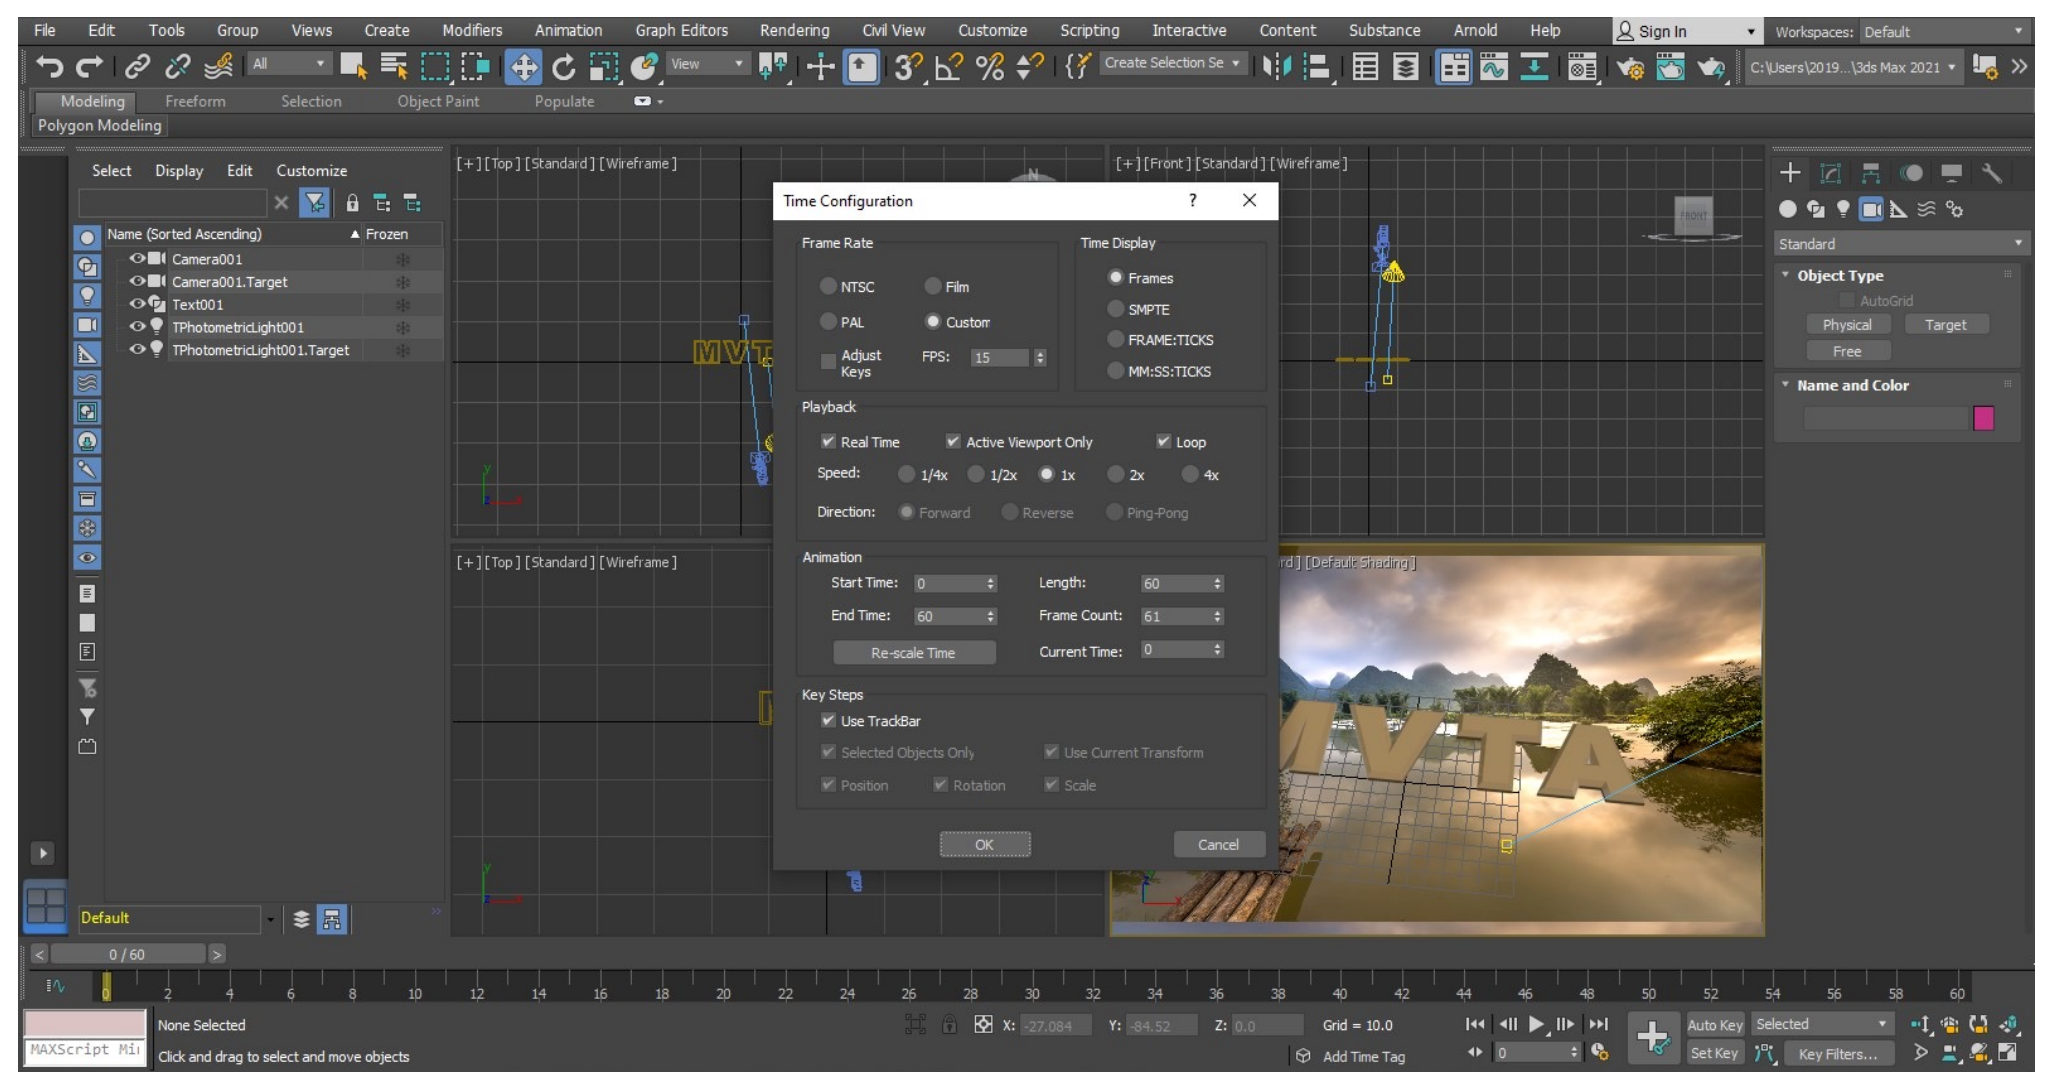 File Edit Tools Group Views Create Modifiers Animation Graph Editors Rendering Civil View Customize Scripting Interactive Content Substance Arnold Help Sign In Workspaces: Default
All View Create Selection Se C:\Users\2019...\3ds Max 2021
Modeling Freeform Selection Object Paint Populate
Polygon Modeling
Select Display Edit Customize
Name (Sorted Ascending) Frozen
Camera001
Camera001.Target
Text001
TPhotometricLight001
TPhotometricLight001.Target
Default
[+] [Top] [Standard] [Wireframe]
N
MVT
y
[+] [Front] [Standard] [Wireframe]
FRONT
[+] [Top] [Standard] [Wireframe]
y
rd] [Default Shading]
MVTA
Time Configuration ? X
Frame Rate
NTSC Film
PAL Custom
Adjust Keys FPS: 15
Time Display
Frames
SMPTE
FRAME:TICKS
MM:SS:TICKS
Playback
Real Time Active Viewport Only Loop
Speed: 1/4x 1/2x 1x 2x 4x
Direction: Forward Reverse Ping-Pong
Animation
Start Time: 0 Length: 60
End Time: 60 Frame Count: 61
Re-scale Time Current Time: 0
Key Steps
Use TrackBar
Selected Objects Only Use Current Transform
Position Rotation Scale
OK Cancel
Standard
Object Type
AutoGrid
Physical Target
Free
Name and Color
< 0 / 60 >
0 2 4 6 8 10 12 14 16 18 20 22 24 26 28 30 32 34 36 38 40 42 44 46 48 50 52 54 56 58 60
None Selected X: -27.084 Y: -84.52 Z: 0.0 Grid = 10.0 Auto Key Selected
MAXScript Mi Click and drag to select and move objects Add Time Tag 0 Set Key Key Filters...